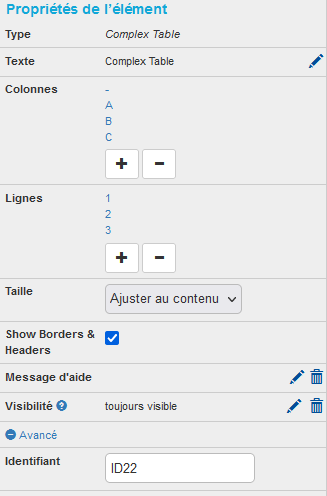 Propriétés de l'élément
Type Complex Table
Texte Complex Table
Colonnes -
A
B
C
+ -
Lignes 1
2
3
+ -
Taille Ajuster au contenu
Show Borders &
Headers
Message d'aide
Visibilité ? toujours visible
Avancé
Identifiant ID22